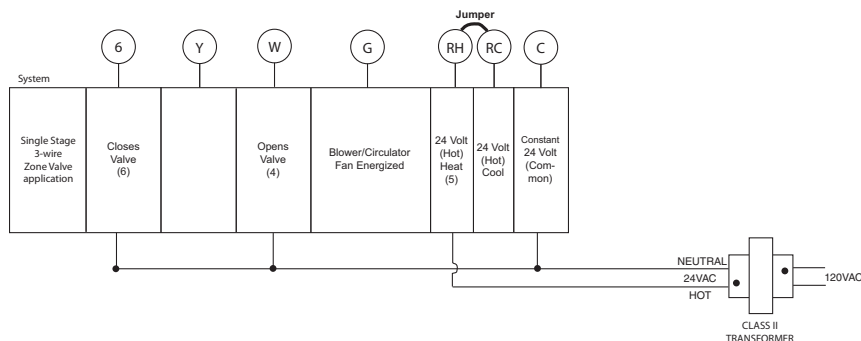 Jumper
6 Y W G RH RC C
System
Single Stage
3-wire
Zone Valve
application
Closes
Valve
(6)
Opens
Valve
(4)
Blower/Circulator
Fan Energized
24 Volt
(Hot)
Heat
(5)
24 Volt
(Hot)
Cool
Constant
24 Volt
(Com-
mon)
NEUTRAL
24VAC
HOT
120VAC
CLASS II
TRANSFORMER